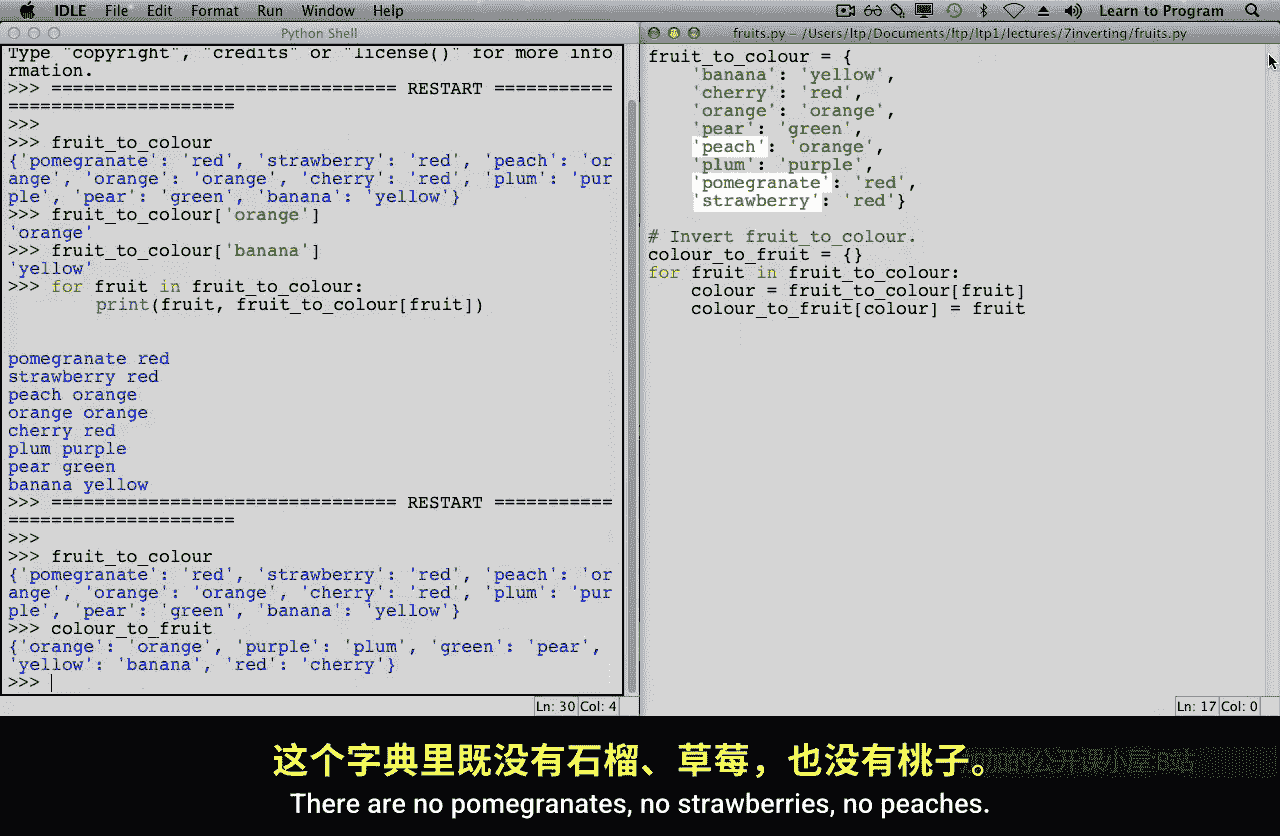 IDLE File Edit Format Run Window Help Learn to Program
Python Shell
Type "copyright", "credits" or "license()" for more info
rmation.
>>> ================================ RESTART ===========
=====================
>>>
>>> fruit_to_colour
{'pomegranate': 'red', 'strawberry': 'red', 'peach': 'or
ange', 'orange': 'orange', 'cherry': 'red', 'plum': 'pur
ple', 'pear': 'green', 'banana': 'yellow'}
>>> fruit_to_colour['orange']
'orange'
>>> fruit_to_colour['banana']
'yellow'
>>> for fruit in fruit_to_colour:
print(fruit, fruit_to_colour[fruit])
pomegranate red
strawberry red
peach orange
orange orange
cherry red
plum purple
pear green
banana yellow
>>> ================================ RESTART ===========
=====================
>>>
>>> fruit_to_colour
{'pomegranate': 'red', 'strawberry': 'red', 'peach': 'or
ange', 'orange': 'orange', 'cherry': 'red', 'plum': 'pur
ple', 'pear': 'green', 'banana': 'yellow'}
>>> colour_to_fruit
{'orange': 'orange', 'purple': 'plum', 'green': 'pear',
'yellow': 'banana', 'red': 'cherry'}
>>>
Ln: 30 Col: 4
fruits.py – /Users/ltp/Documents/ltp/ltp1/lectures/7inverting/fruits.py
fruit_to_colour = {
'banana': 'yellow',
'cherry': 'red',
'orange': 'orange',
'pear': 'green',
'peach': 'orange',
'plum': 'purple',
'pomegranate': 'red',
'strawberry': 'red'}
# Invert fruit_to_colour.
colour_to_fruit = {}
for fruit in fruit_to_colour:
colour = fruit_to_colour[fruit]
colour_to_fruit[colour] = fruit
Ln: 17 Col: 0
这个字典里既没有石榴、草莓，也没有桃子。
的公开课小屋:B站
There are no pomegranates, no strawberries, no peaches.